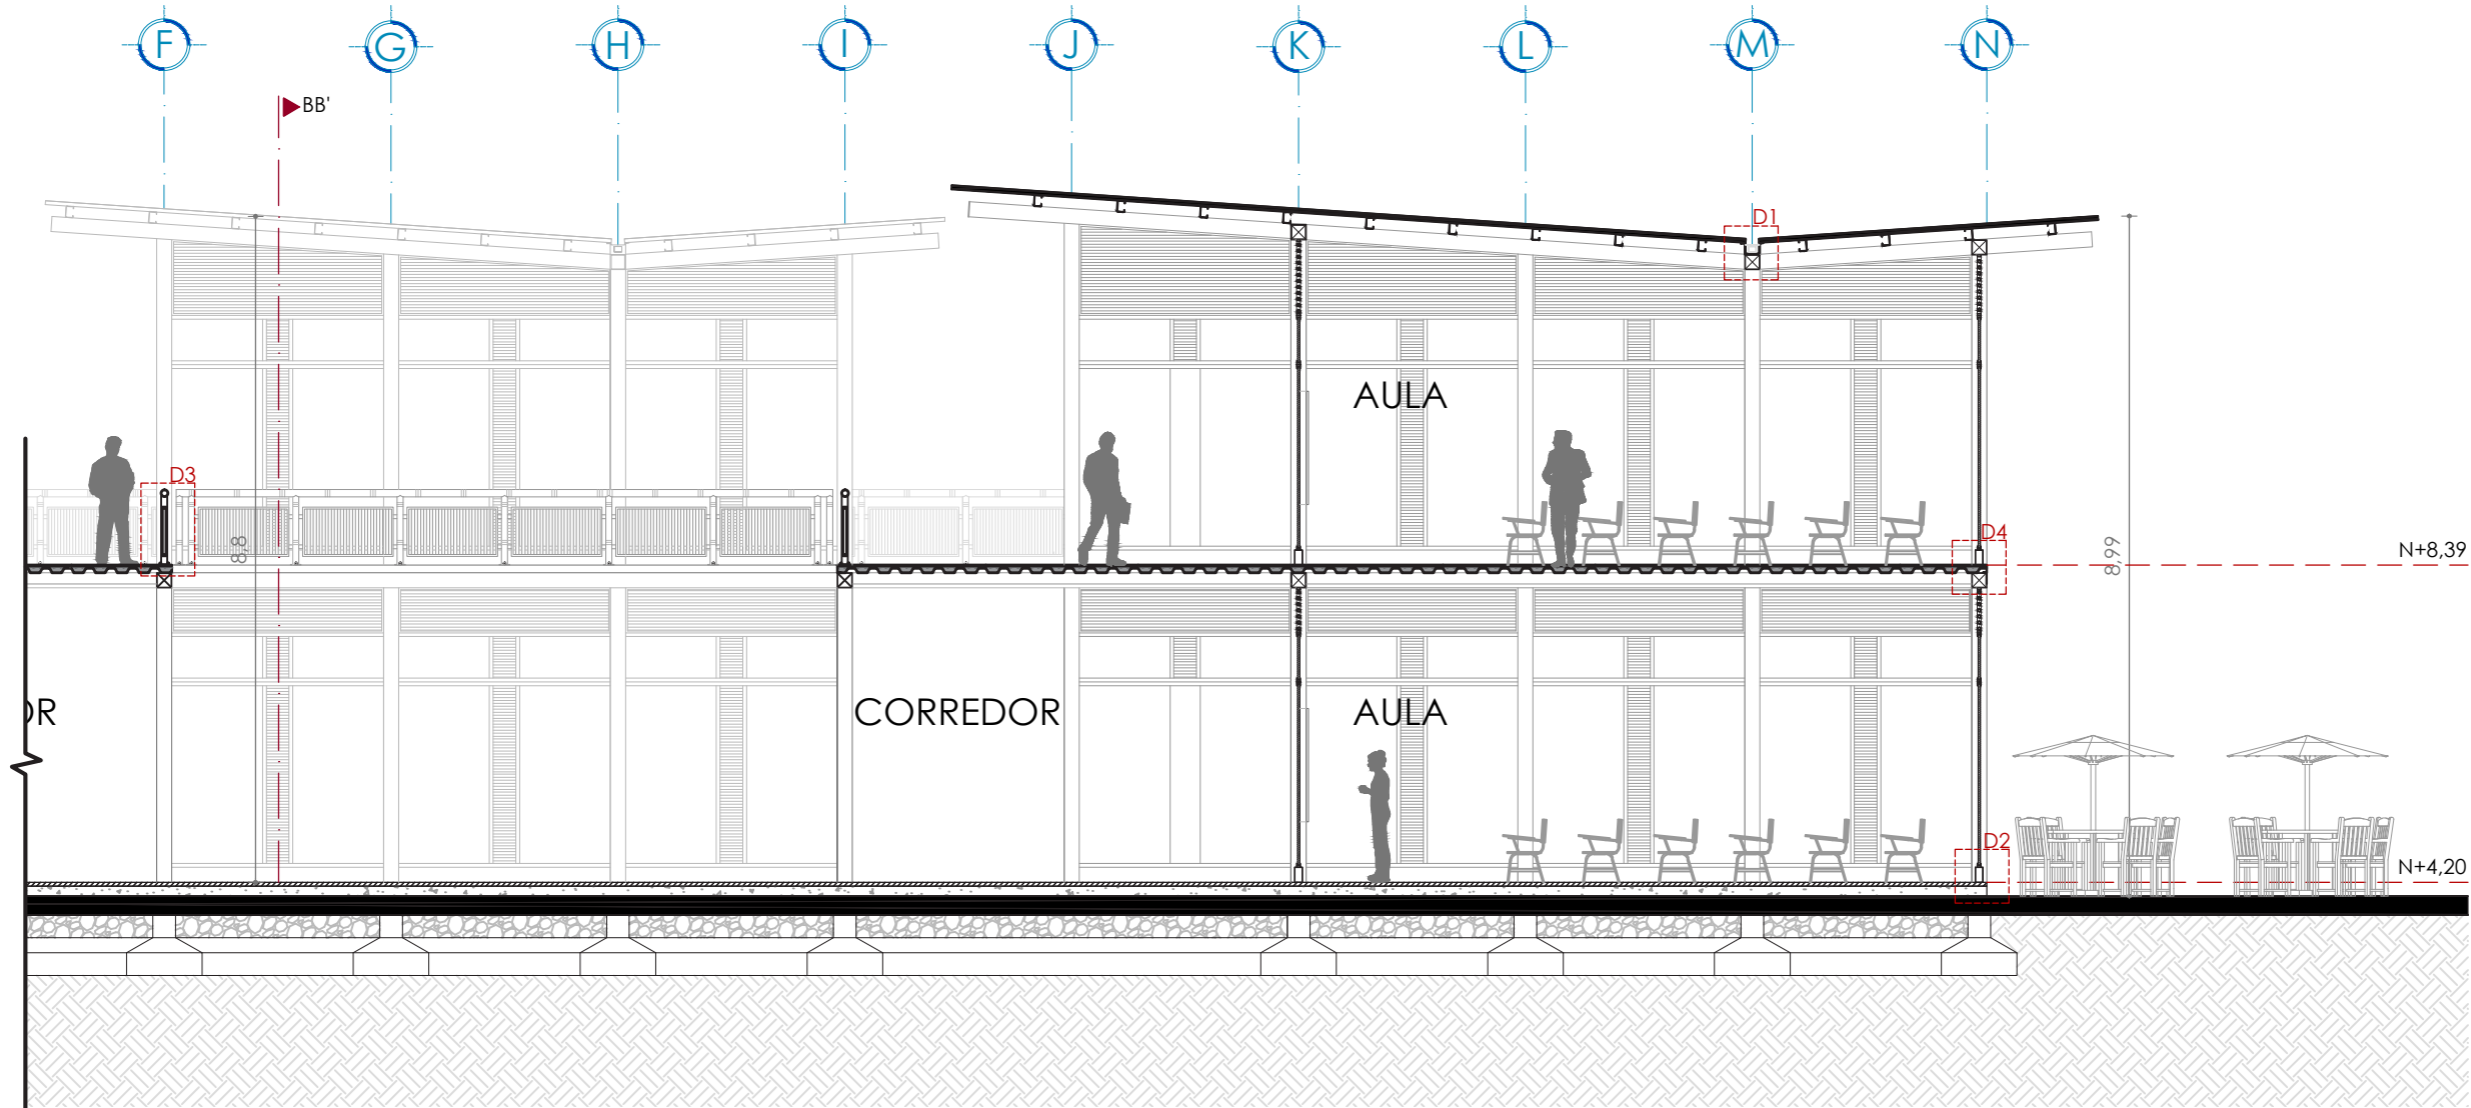 F G H I J K L M N
BB'
D1
AULA
D3
D4
8,8
8,99
N+8,39
OR
CORREDOR
AULA
D2
N+4,20